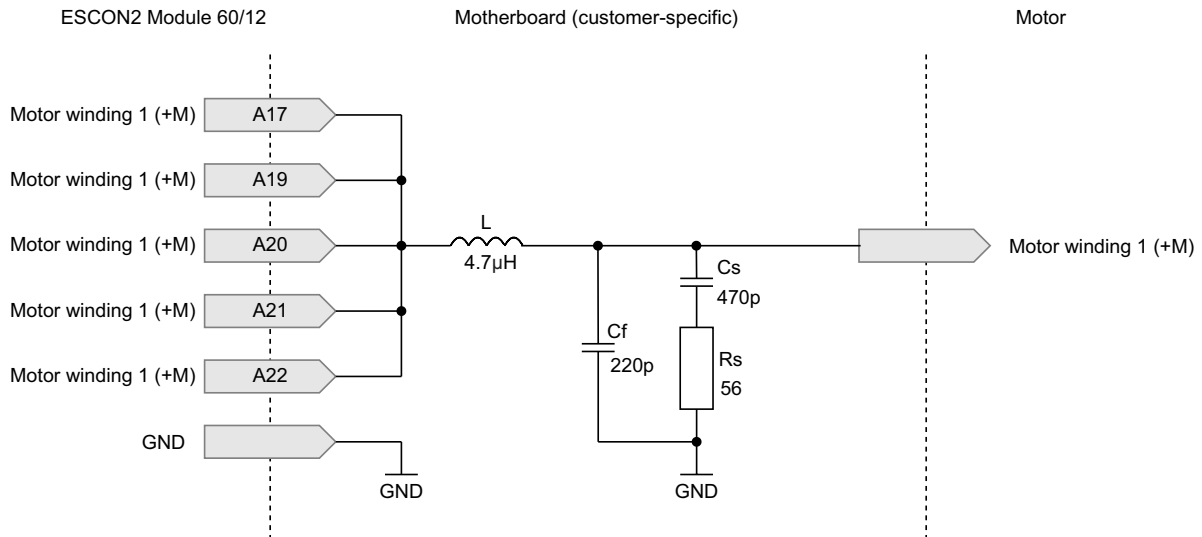 ESCON2 Module 60/12
Motherboard (customer-specific)
Motor
Motor winding 1 (+M) A17
Motor winding 1 (+M) A19
Motor winding 1 (+M) A20
Motor winding 1 (+M) A21
Motor winding 1 (+M) A22
GND
GND
L
4.7µH
Cf
220p
Cs
470p
Rs
56
GND
Motor winding 1 (+M)